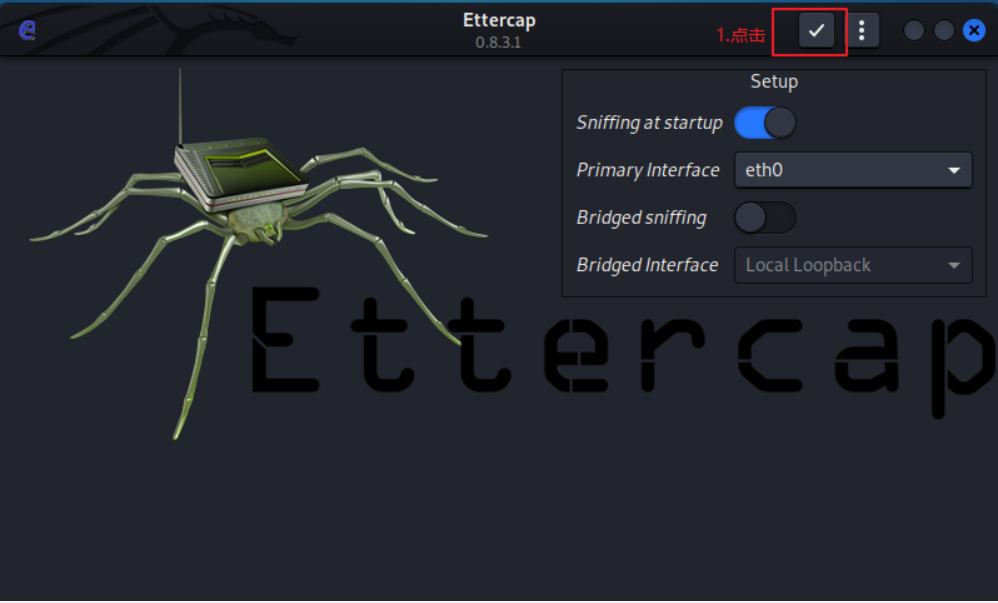 Ettercap
0.8.3.1
1.点击
Setup
Sniffing at startup
Primary Interface eth0
Bridged sniffing
Bridged Interface Local Loopback
Ettercap